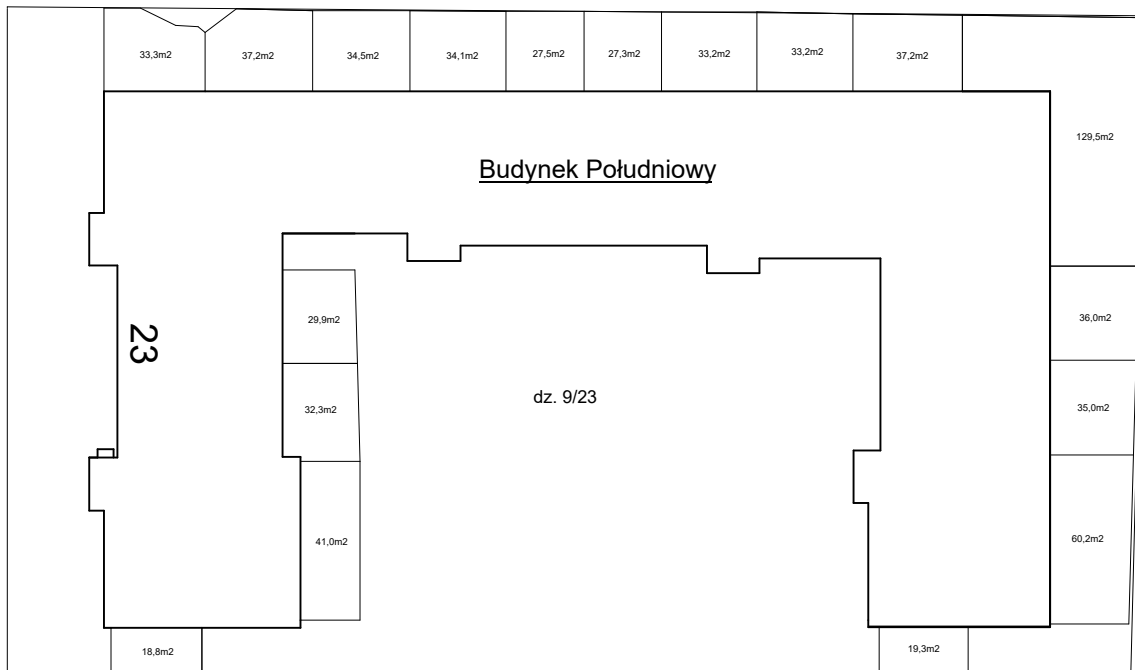 33,3m2
37,2m2
34,5m2
34,1m2
27,5m2
27,3m2
33,2m2
33,2m2
37,2m2
129,5m2
Budynek Południowy
29,9m2
36,0m2
23
dz. 9/23
32,3m2
35,0m2
41,0m2
60,2m2
18,8m2
19,3m2